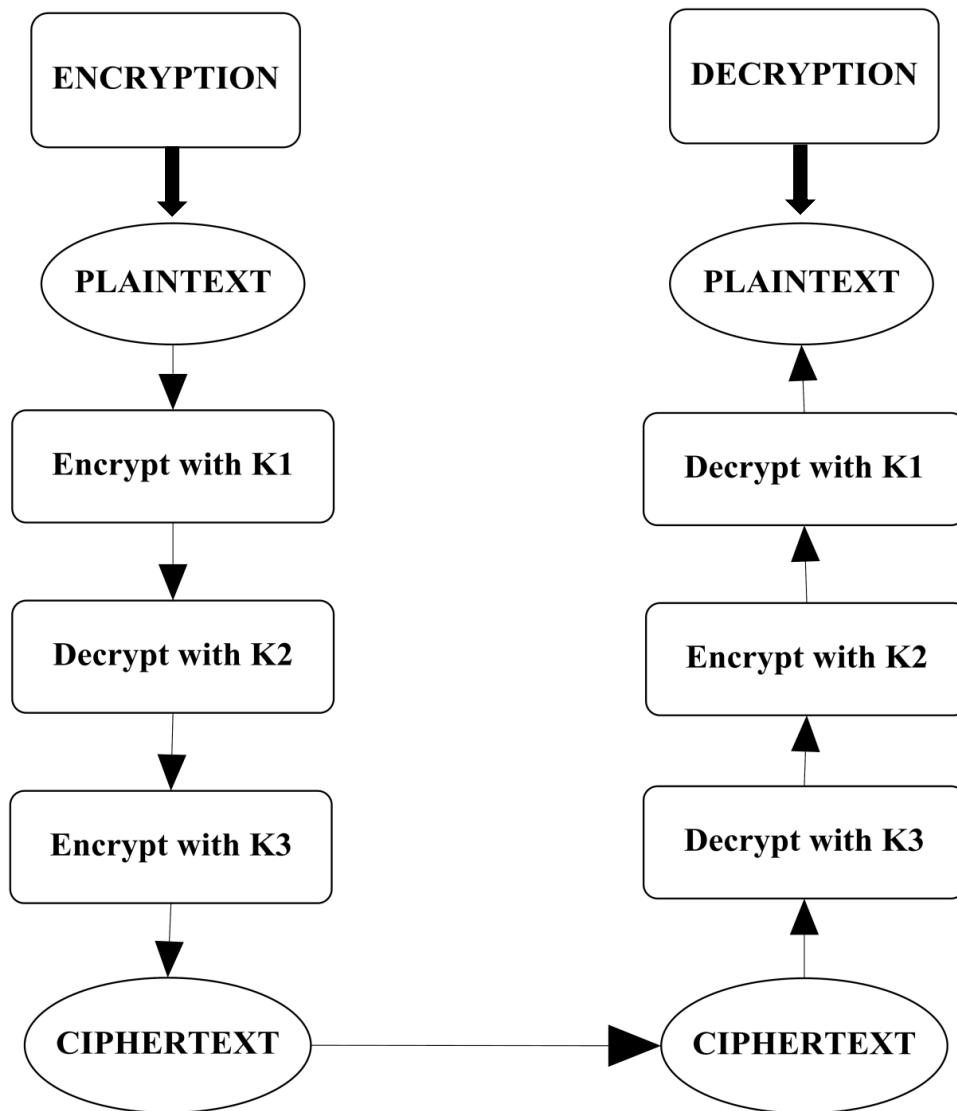 ENCRYPTION
PLAINTEXT
Encrypt with K1
Decrypt with K2
Encrypt with K3
CIPHERTEXT
DECRYPTION
PLAINTEXT
Decrypt with K1
Encrypt with K2
Decrypt with K3
CIPHERTEXT